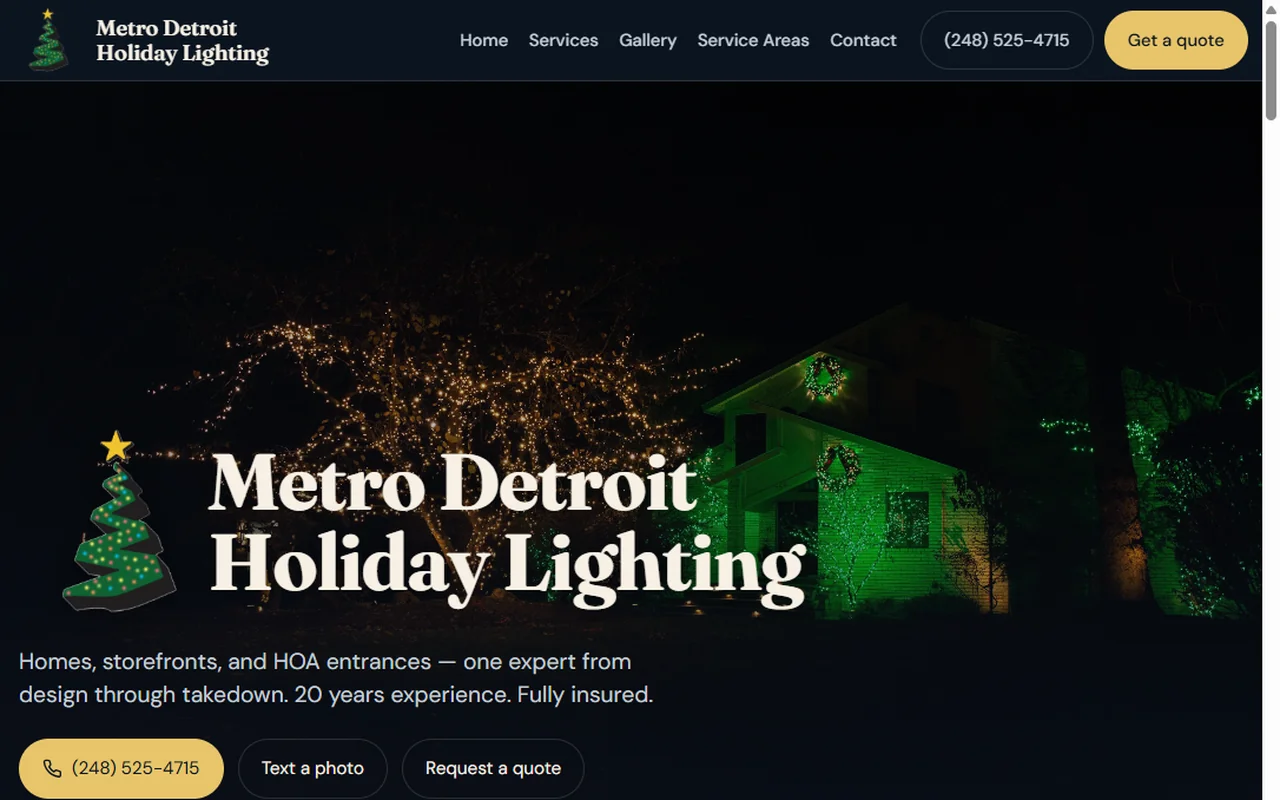 Metro Detroit
Holiday Lighting
Home
Services
Gallery
Service Areas
Contact
(248) 525-4715
Get a quote
Metro Detroit
Holiday Lighting
Homes, storefronts, and HOA entrances — one expert from
design through takedown. 20 years experience. Fully insured.
(248) 525-4715
Text a photo
Request a quote